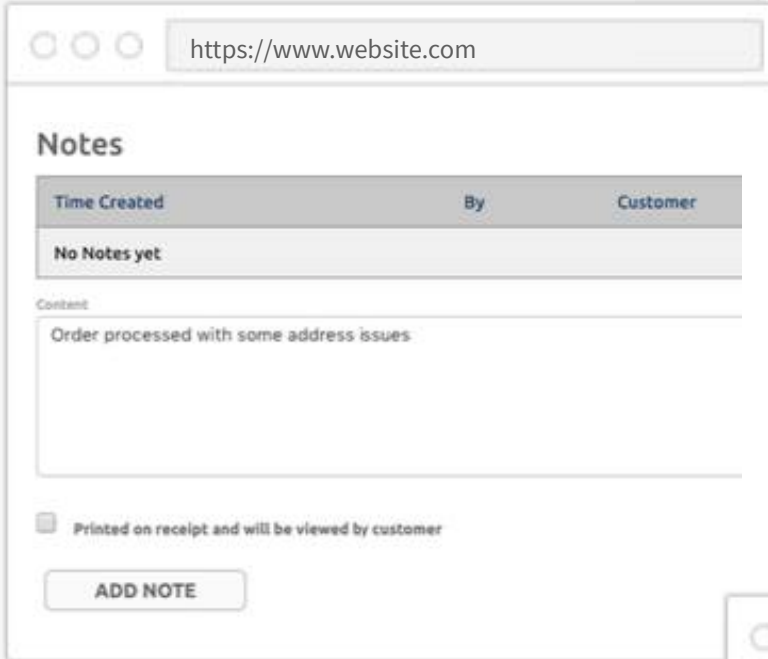 https://www.website.com
Notes
Time Created By Customer
No Notes yet
Content
Order processed with some address issues
Printed on receipt and will be viewed by customer
ADD NOTE